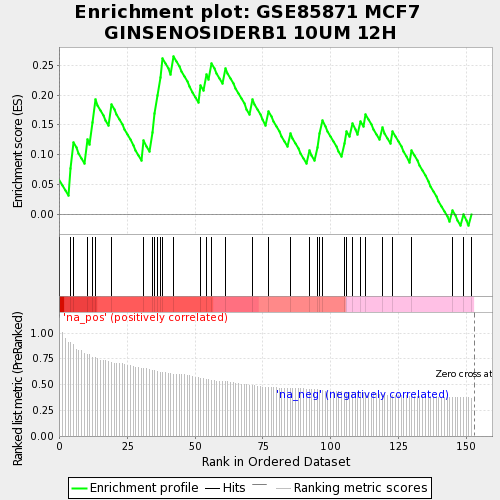 Enrichment plot: GSE85871 MCF7
GINSENOSIDERB1 10UM 12H
Enrichment score (ES)
0.25
0.20
0.15
0.10
0.05
0.00
'na_pos' (positively correlated)
Ranked list metric (PreRanked)
1.00
0.75
0.50
0.25
0.00
Zero cross at
'na_neg' (negatively correlated)
0
25
50
75
100
125
150
Rank in Ordered Dataset
Enrichment profile
Hits
Ranking metric scores